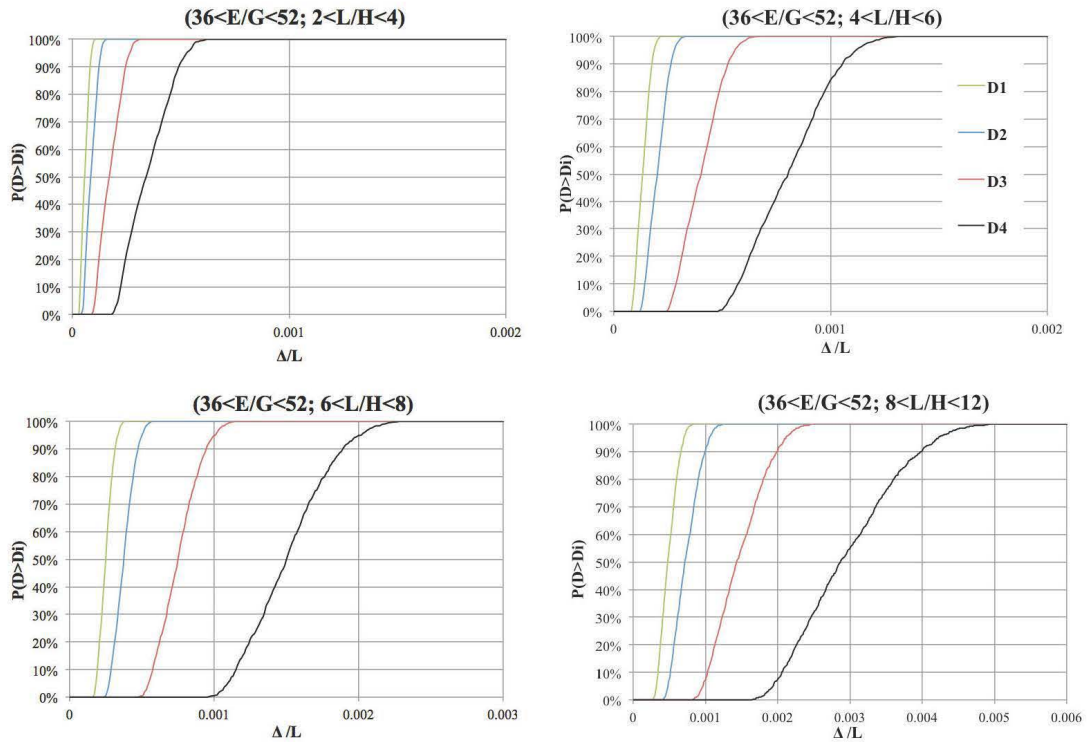 (36<E/G<52; 2<L/H<4)
100%
90%
80%
70%
60%
50%
40%
30%
20%
10%
0%
P(D>Di)
0 0.001 0.002
Δ/L
(36<E/G<52; 4<L/H<6)
100%
90%
80%
70%
60%
50%
40%
30%
20%
10%
0%
P(D>Di)
D1
D2
D3
D4
0 0.001 0.002
Δ /L
(36<E/G<52; 6<L/H<8)
100%
90%
80%
70%
60%
50%
40%
30%
20%
10%
0%
P(D>Di)
0 0.001 0.002 0.003
Δ /L
(36<E/G<52; 8<L/H<12)
100%
90%
80%
70%
60%
50%
40%
30%
20%
10%
0%
P(D>Di)
0 0.001 0.002 0.003 0.004 0.005 0.006
Δ /L